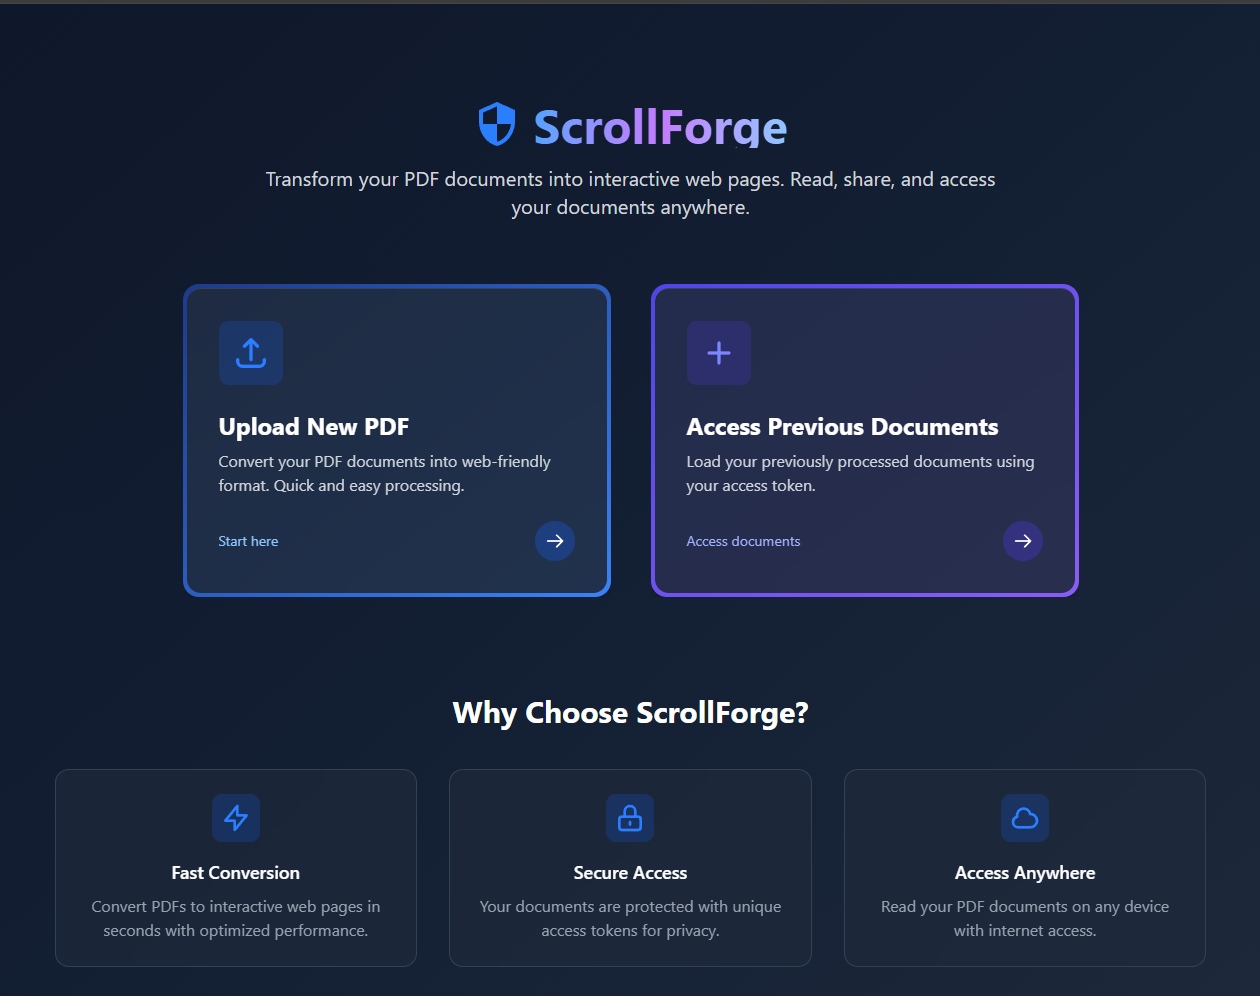 ScrollForge
Transform your PDF documents into interactive web pages. Read, share, and access
your documents anywhere.
Upload New PDF
Convert your PDF documents into web-friendly
format. Quick and easy processing.
Start here
Access Previous Documents
Load your previously processed documents using
your access token.
Access documents
Why Choose ScrollForge?
Fast Conversion
Convert PDFs to interactive web pages in
seconds with optimized performance.
Secure Access
Your documents are protected with unique
access tokens for privacy.
Access Anywhere
Read your PDF documents on any device
with internet access.